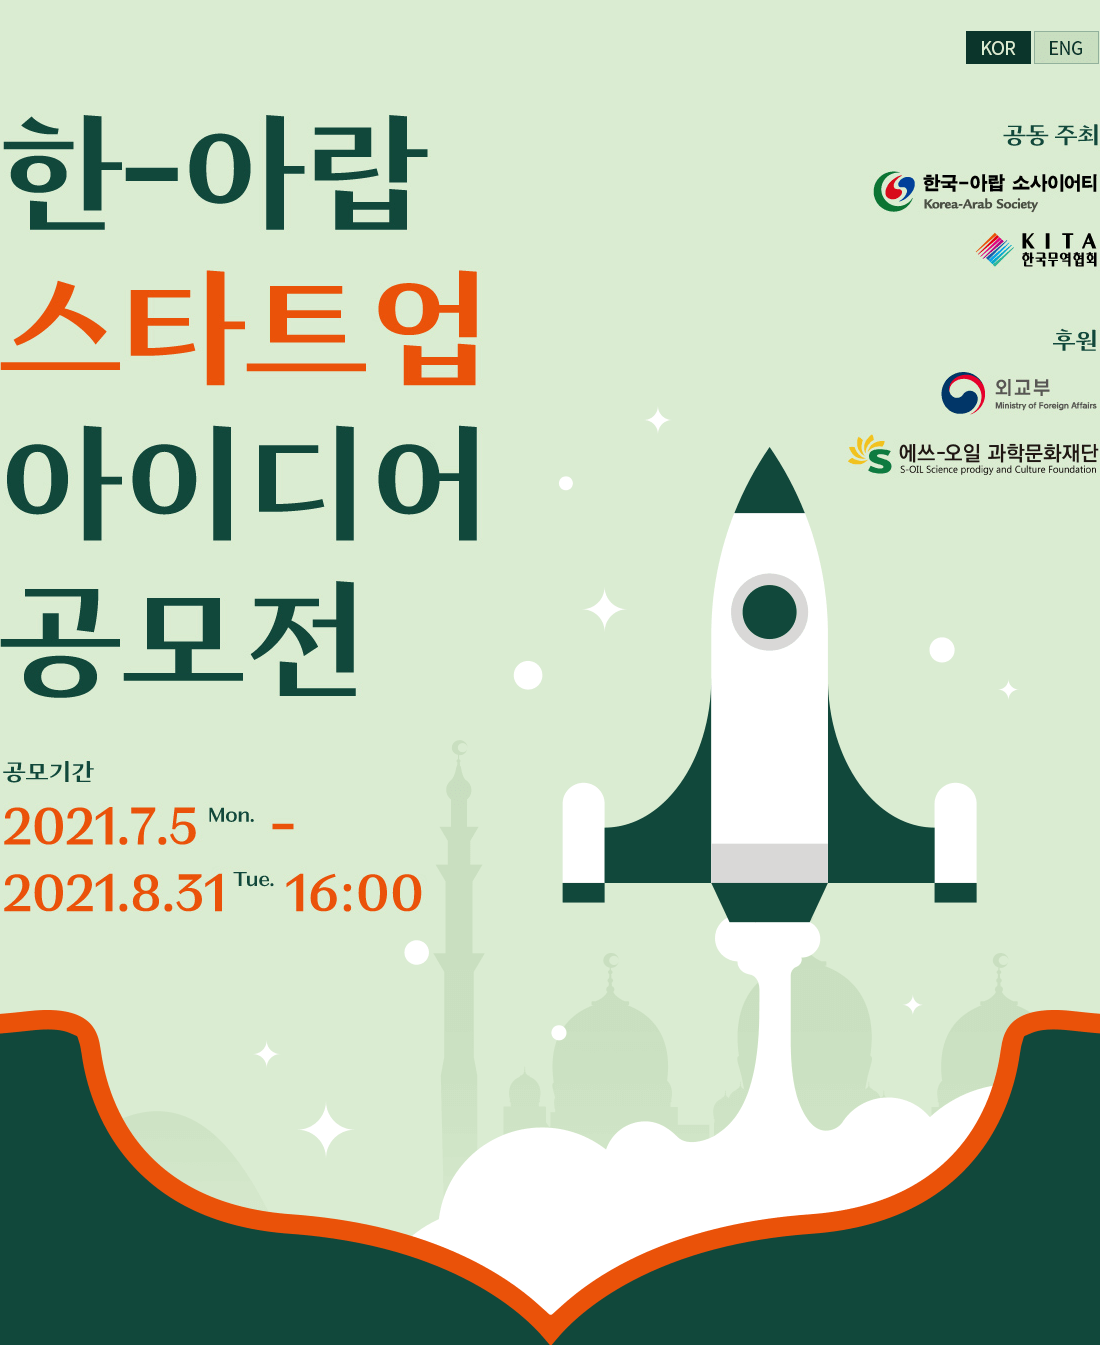 KOR ENG
한-아랍
스타트업
아이디어
공모전
공모기간
2021.7.5 Mon. -
2021.8.31 Tue. 16:00
공동 주최
한국-아랍 소사이어티
Korea-Arab Society
KITA
한국무역협회
후원
외교부
Ministry of Foreign Affairs
S
에쓰-오일 과학문화재단
S-OIL Science prodigy and Culture Foundation